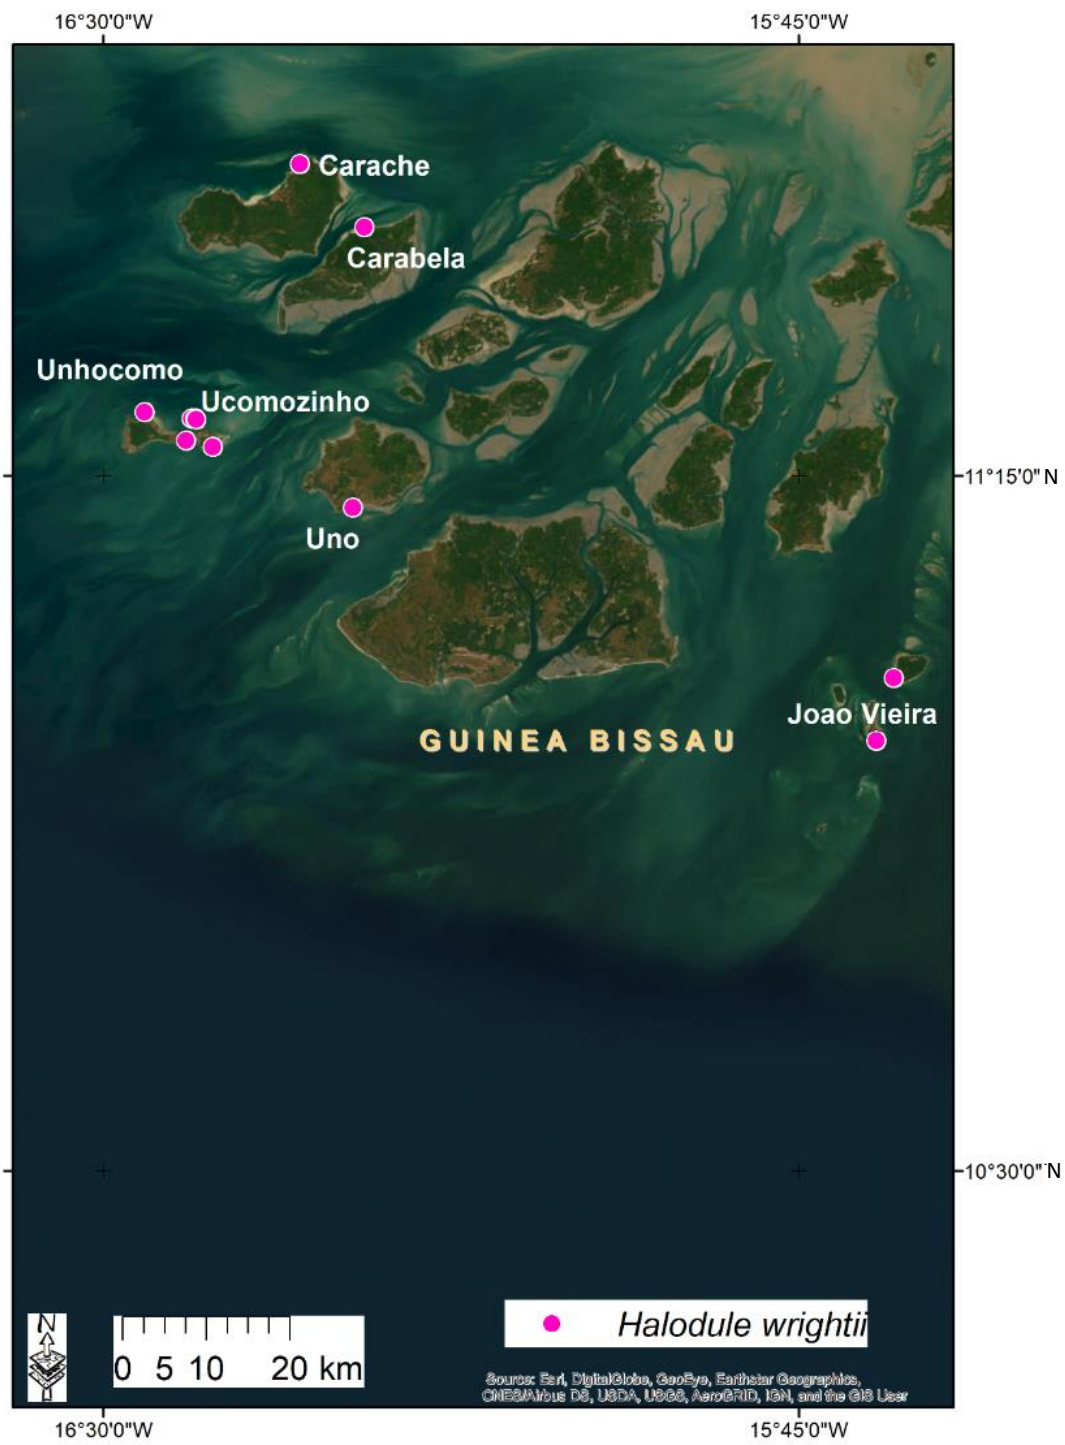 16°30'0"W 15°45'0"W
Carache
Carabela
Unhocomo
Ucomozinho
11°15'0"N
Uno
Joao Vieira
GUINEA BISSAU
10°30'0"N
N
Halodule wrightii
0 5 10 20 km
Source: Esri, DigitalGlobe, GeoEye, Earthstar Geographics,
CNES/Airbus DS, USDA, USGS, AeroGRID, IGN, and the GIS User
16°30'0"W 15°45'0"W